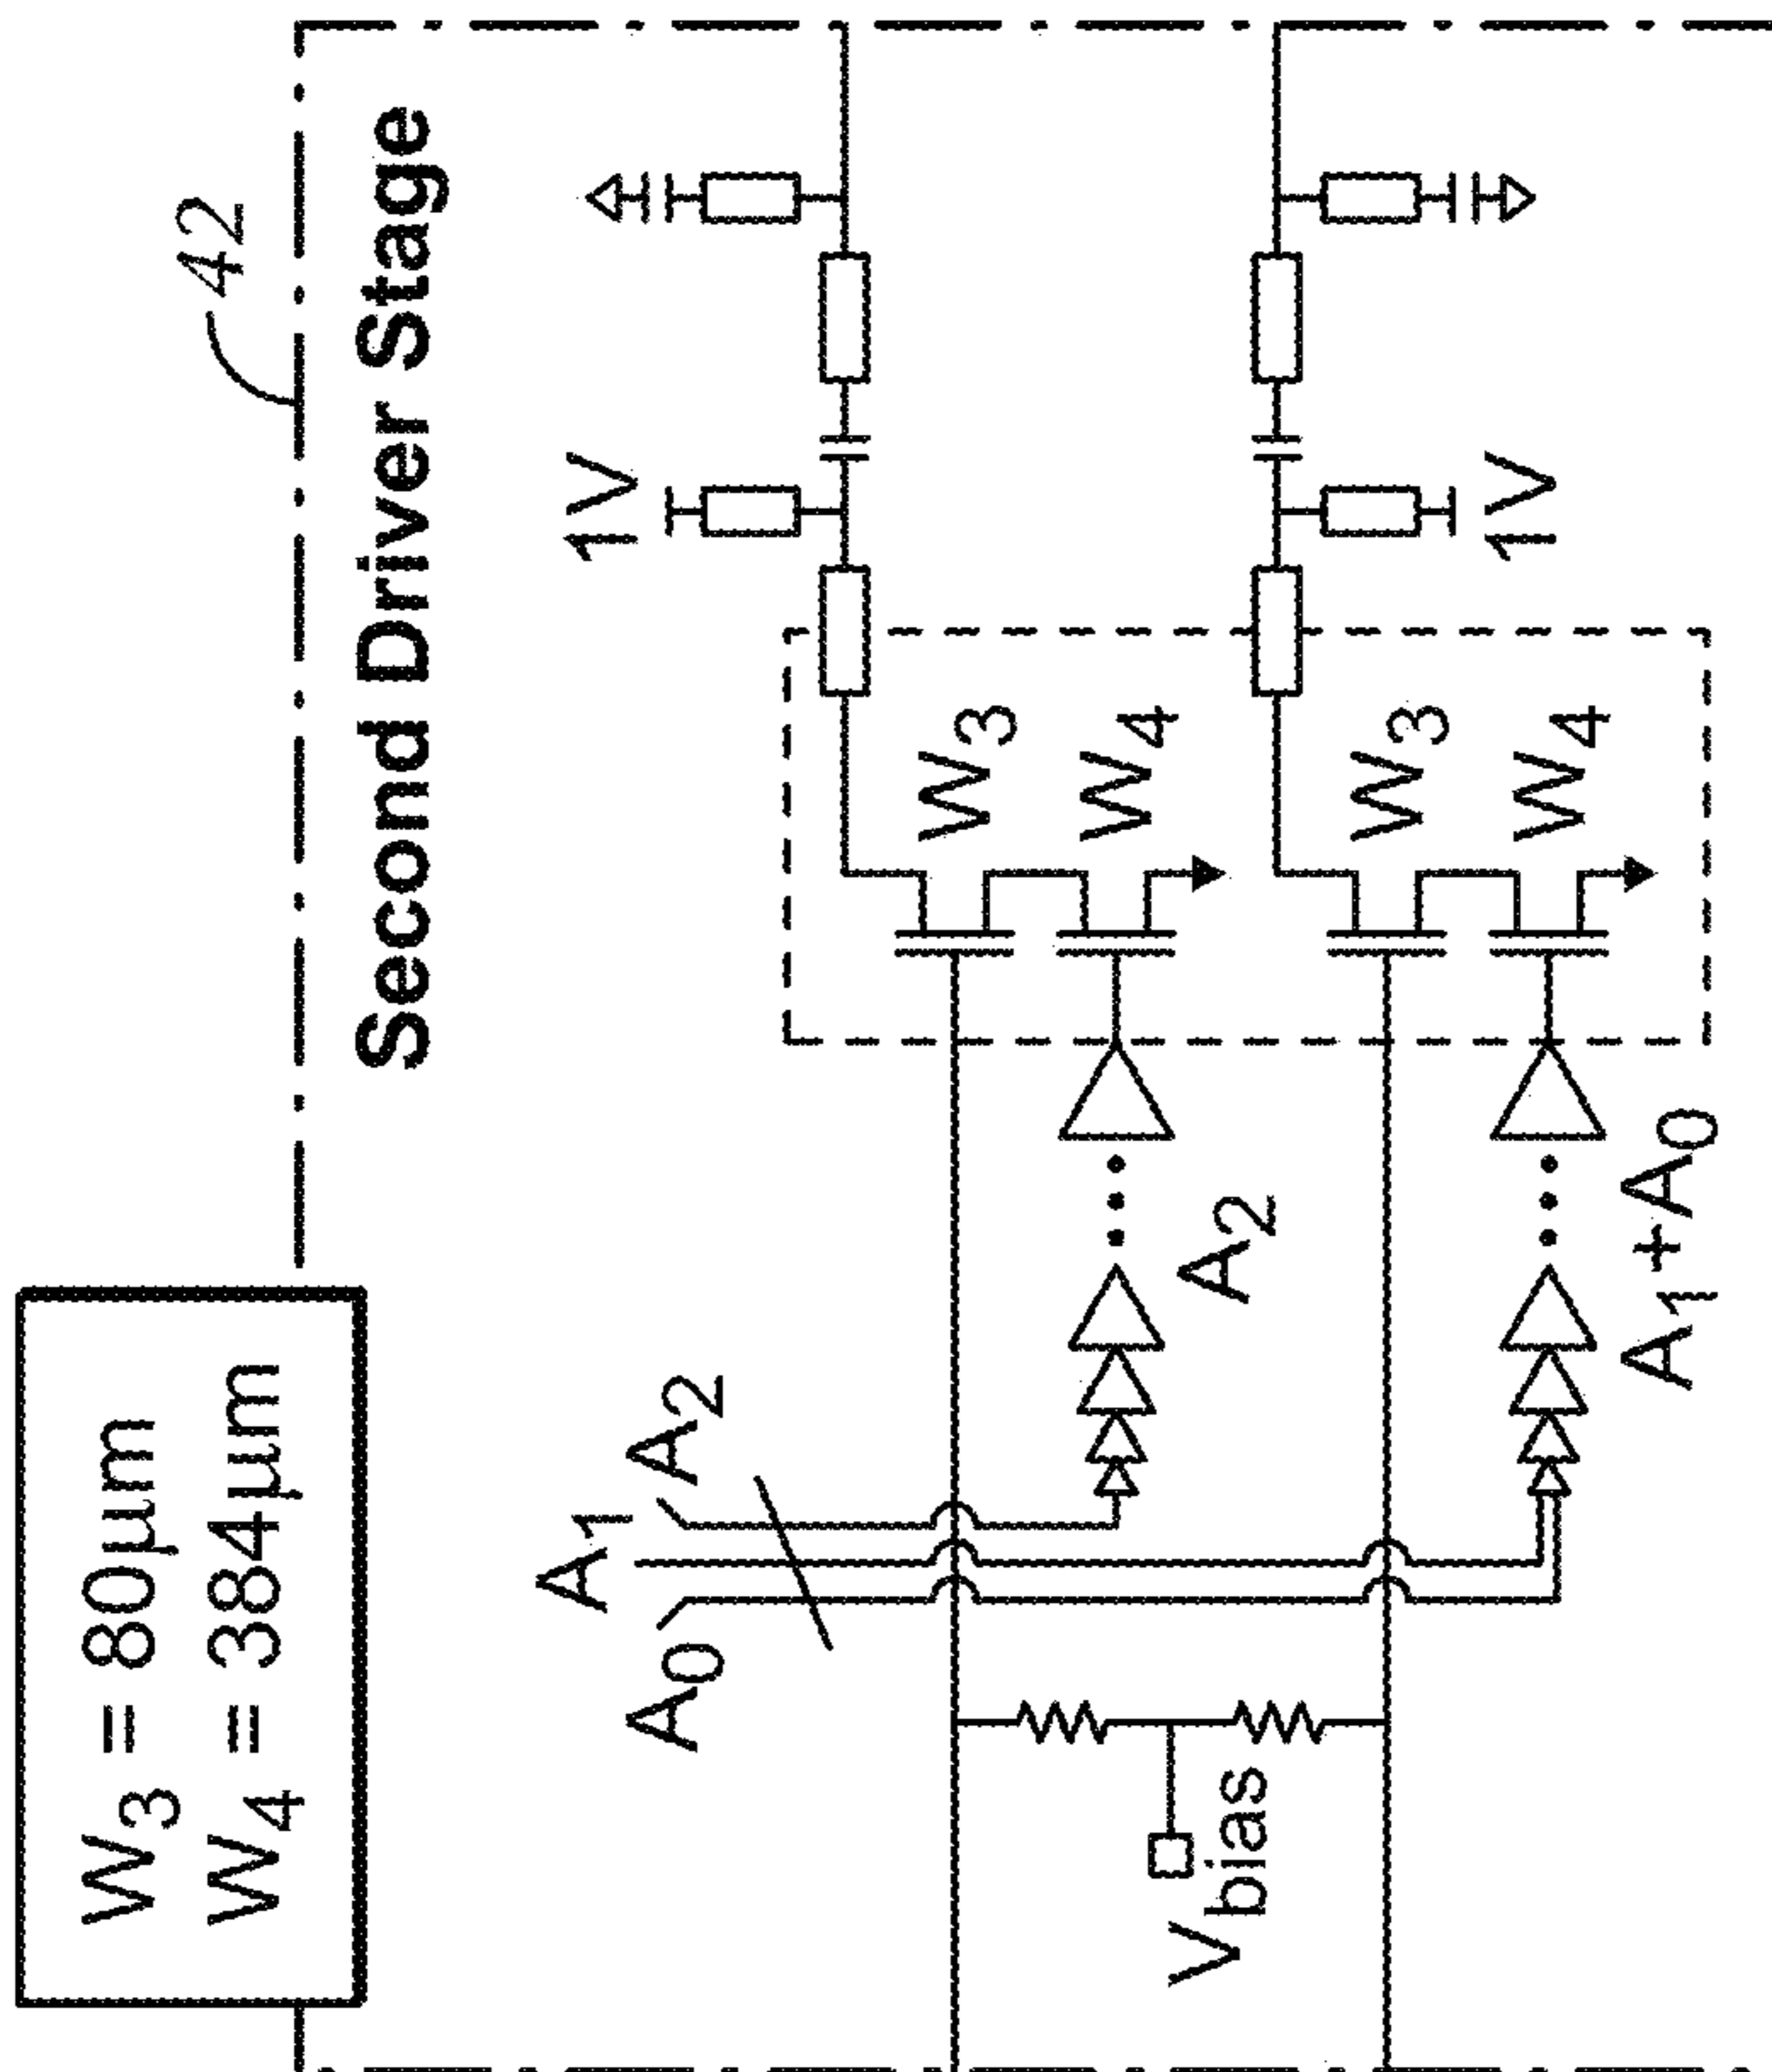 W3 = 80μm
W4 = 384μm
42
Second Driver Stage
A0
A1
A2
1V
W3
W4
A2
Vbias
W3
W4
1V
A1+A0